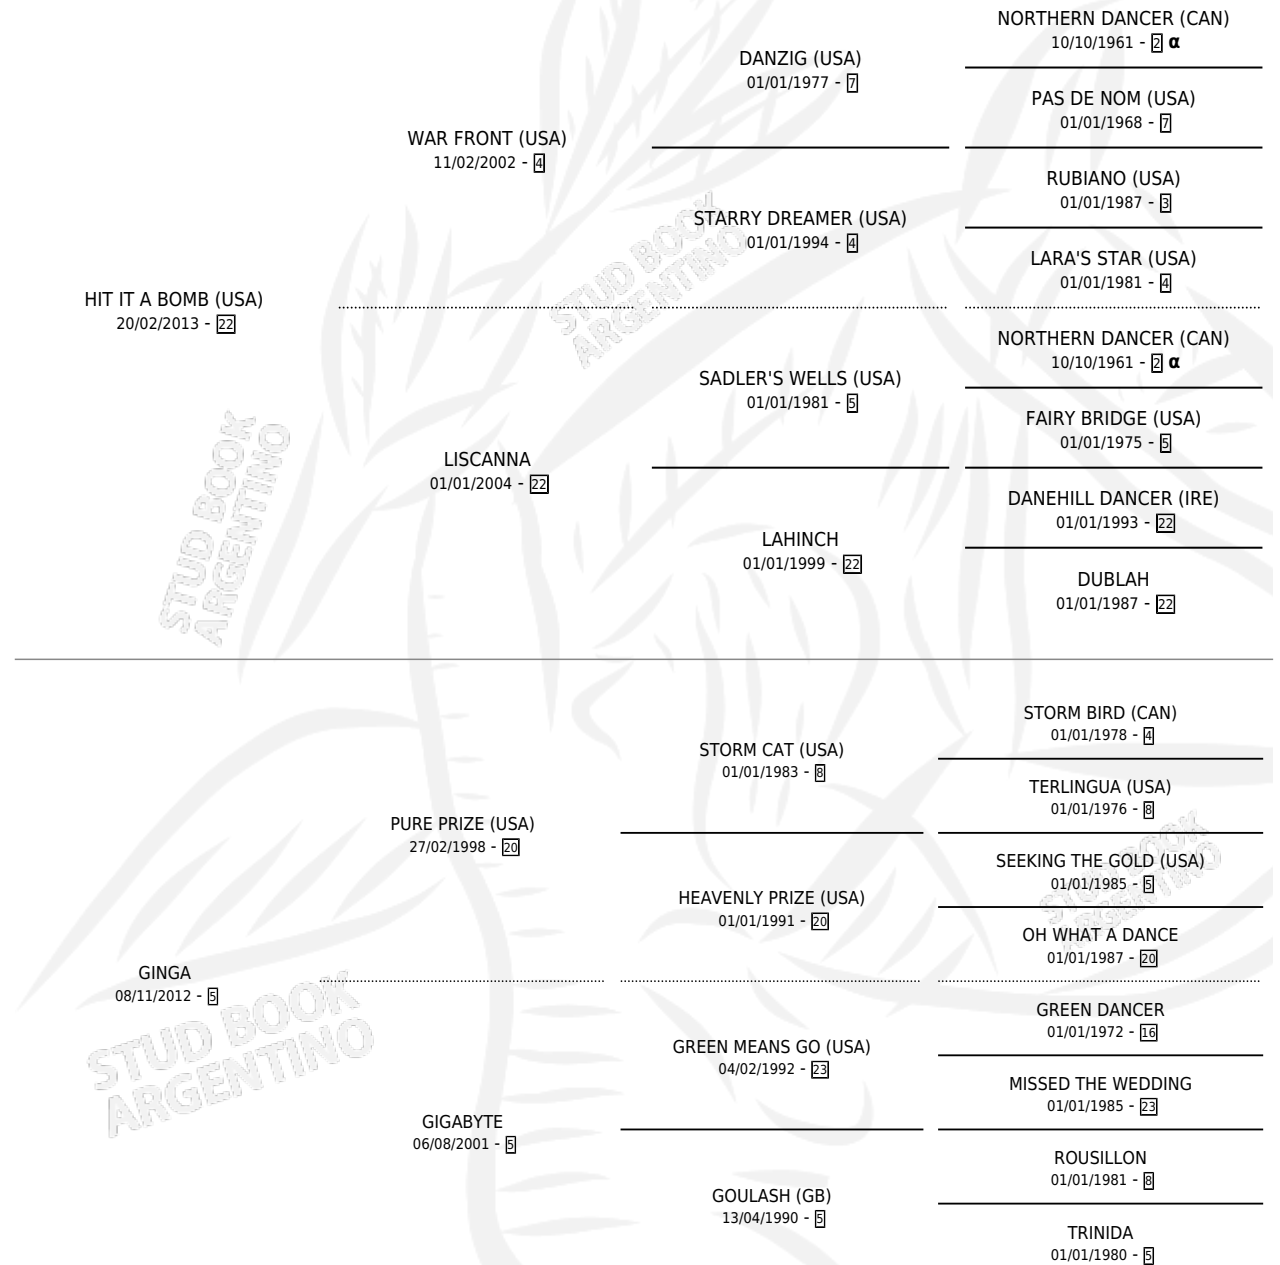 NORTHERN DANCER (CAN)
10/10/1961 - 2 α
DANZIG (USA)
01/01/1977 - 7
PAS DE NOM (USA)
01/01/1968 - 7
WAR FRONT (USA)
11/02/2002 - 4
RUBIANO (USA)
01/01/1987 - 3
STARRY DREAMER (USA)
01/01/1994 - 4
LARA'S STAR (USA)
01/01/1981 - 4
HIT IT A BOMB (USA)
20/02/2013 - 22
NORTHERN DANCER (CAN)
10/10/1961 - 2 α
SADLER'S WELLS (USA)
01/01/1981 - 5
FAIRY BRIDGE (USA)
01/01/1975 - 5
LISCANNA
01/01/2004 - 22
DANEHILL DANCER (IRE)
01/01/1993 - 22
LAHINCH
01/01/1999 - 22
DUBLAH
01/01/1987 - 22
STORM BIRD (CAN)
01/01/1978 - 4
STORM CAT (USA)
01/01/1983 - 8
TERLINGUA (USA)
01/01/1976 - 8
PURE PRIZE (USA)
27/02/1998 - 20
SEEKING THE GOLD (USA)
01/01/1985 - 5
HEAVENLY PRIZE (USA)
01/01/1991 - 20
OH WHAT A DANCE
01/01/1987 - 20
GINGA
08/11/2012 - 5
GREEN DANCER
01/01/1972 - 16
GREEN MEANS GO (USA)
04/02/1992 - 23
MISSED THE WEDDING
01/01/1985 - 23
GIGABYTE
06/08/2001 - 5
ROUSILLON
01/01/1981 - 8
GOULASH (GB)
13/04/1990 - 5
TRINIDA
01/01/1980 - 5
STUD BOOK
ARGENTINO
STUD BOOK
ARGENTINO
STUD BOOK
ARGENTINO
STUD BOOK
ARGENTINO